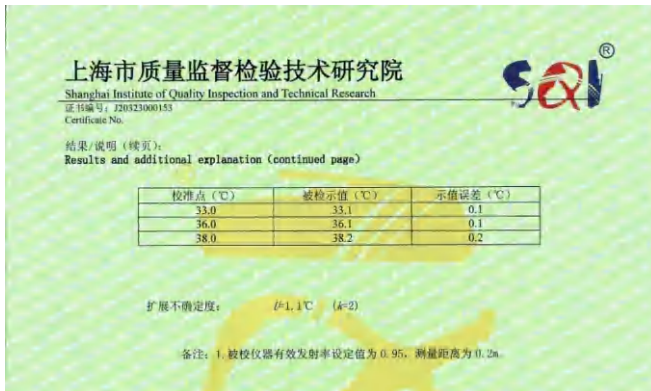 上海市质量监督检验技术研究院
SQI ®
Shanghai Institute of Quality Inspection and Technical Research
证书编号：J20323000153
Certificate No.
结果/说明（续页）：
Results and additional explanation (continued page)
校准点（℃） 被检示值（℃） 示值误差（℃）
33.0 33.1 0.1
36.0 36.1 0.1
38.0 38.2 0.2
扩展不确定度： U=1.1℃ （k=2）
备注：1.被校仪器有效发射率设定值为 0.95，测量距离为 0.2m。